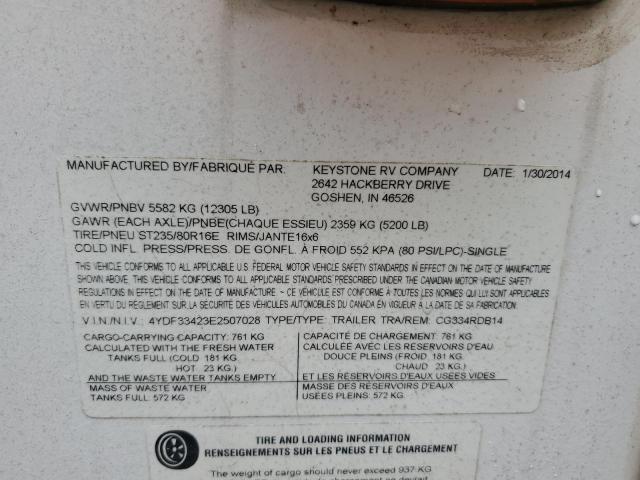 MANUFACTURED BY/FABRIQUÉ PAR: KEYSTONE RV COMPANY DATE: 1/30/2014
2642 HACKBERRY DRIVE
GOSHEN, IN 46526
GVWR/PNBV 5582 KG (12305 LB)
GAWR (EACH AXLE)/PNBE(CHAQUE ESSIEU) 2359 KG (5200 LB)
TIRE/PNEU ST235/80R16E RIMS/JANTE16x6
COLD INFL. PRESS/PRESS. DE GONFL. À FROID 552 KPA (80 PSI/LPC)-SINGLE
THIS VEHICLE CONFORMS TO ALL APPLICABLE U.S. FEDERAL MOTOR VEHICLE SAFETY STANDARDS IN EFFECT ON THE DATE OF MANUFACTURE
SHOWN ABOVE. THIS VEHICLE CONFORMS TO ALL APPLICABLE STANDARDS PRESCRIBED UNDER THE CANADIAN MOTOR VEHICLE SAFETY
REGULATIONS IN EFFECT ON THE DATE OF MANUFACTURE/CE VÉHICULE EST CONFORME À TOUTES LES NORMES QUI LUI SONT APPLICABLES
EN VERTU DU RÉGLEMENT SUR LA SÉCURITÉ DES VÉHICULES AUTOMOBILES DU CANADA EN VIGUEUR A LA DATE DE SA FABRICATION
V.I.N/N.I.V.: 4YDF33423E2507028 TYPE/TYPE: TRAILER TRA/REM: CG334RDB14
CARGO-CARRYING CAPACITY: 761 KG
CALCULATED WITH THE FRESH WATER
TANKS FULL (COLD: 181 KG
HOT: 23 KG.)
AND THE WASTE WATER TANKS EMPTY
MASS OF WASTE WATER
TANKS FULL: 572 KG
CAPACITÉ DE CHARGEMENT: 761 KG
CALCULÉE AVEC LES RÉSERVOIRS D'EAU
DOUCE PLEINS (FROID: 181 KG
CHAUD: 23 KG.)
ET LES RÉSERVOIRS D'EAUX USÉES VIDES
MASSE DES RÉSERVOIRS D'EAUX
USÉES PLEINS: 572 KG
TIRE AND LOADING INFORMATION
RENSEIGNEMENTS SUR LES PNEUS ET LE CHARGEMENT
The weight of cargo should never exceed 937 KG